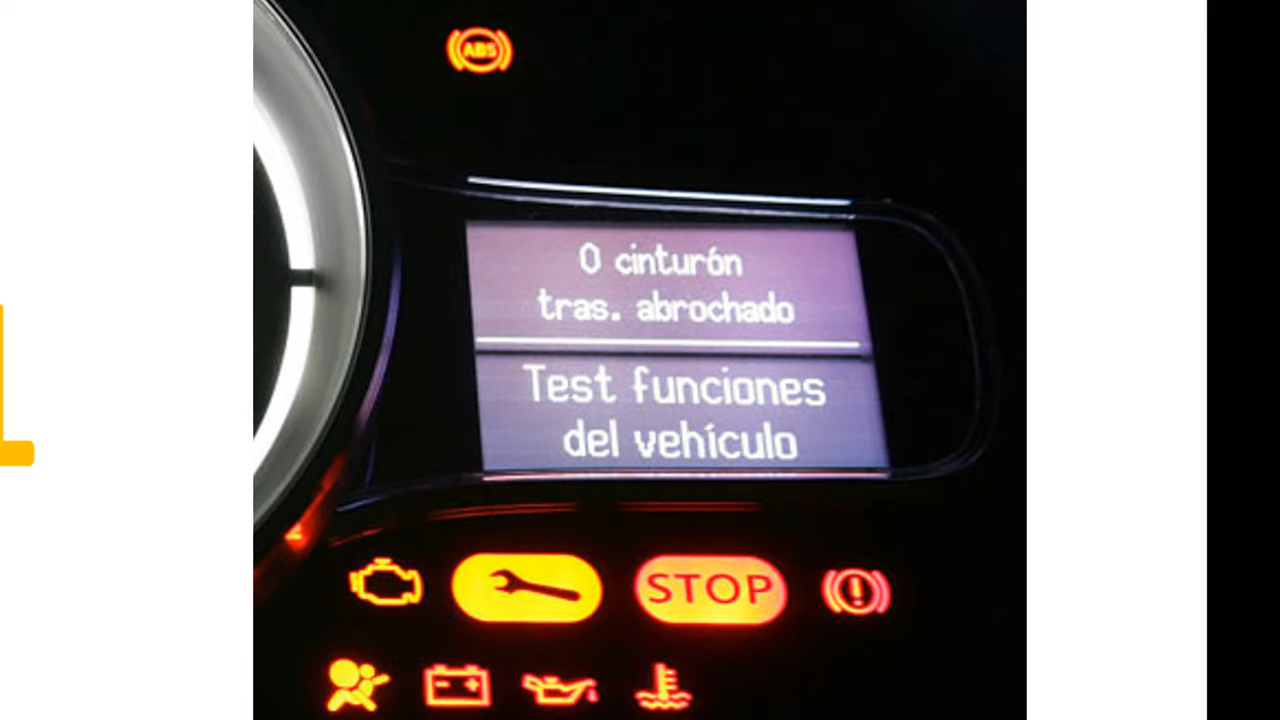 ABS
0 cinturón
tras. abrochado
Test funciones
del vehículo
STOP